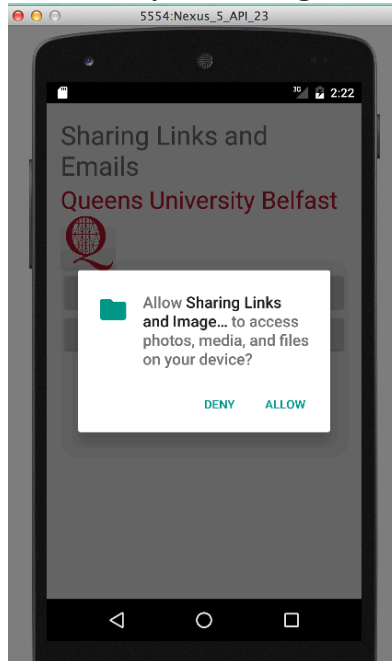 5554:Nexus_5_API_23
3G 2:22
Sharing Links and
Emails
Queens University Belfast
Allow Sharing Links
and Image... to access
photos, media, and files
on your device?
DENY ALLOW